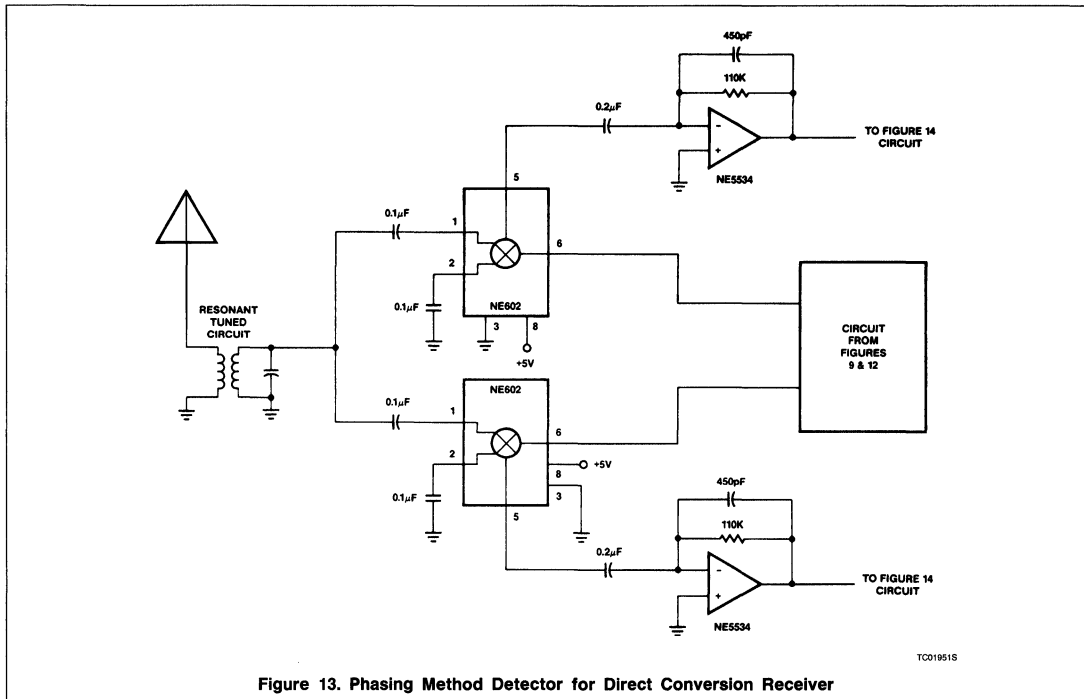 450pF
110K
0.2μF
-
+
NE5534
TO FIGURE 14
CIRCUIT
5
0.1μF
1
6
2
0.1μF
NE602
3
8
+5V
RESONANT
TUNED
CIRCUIT
CIRCUIT
FROM
FIGURES
9 & 12
NE602
0.1μF
1
6
2
+5V
8
3
0.1μF
5
450pF
110K
0.2μF
-
+
NE5534
TO FIGURE 14
CIRCUIT
TC01951S
Figure 13. Phasing Method Detector for Direct Conversion Receiver